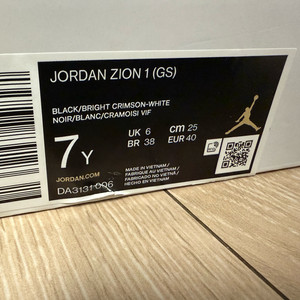 JORDAN ZION 1 (GS)
BLACK/BRIGHT CRIMSON-WHITE
NOIR/BLANC/CRAMOISI VIF
7 Y
UK 6 cm 25
BR 38 EUR 40
JORDAN.COM
DA3131 006
MADE IN VIETNAM/
FABRIQUÉ AU VIETNAM/
HECHO EN VIETNAM